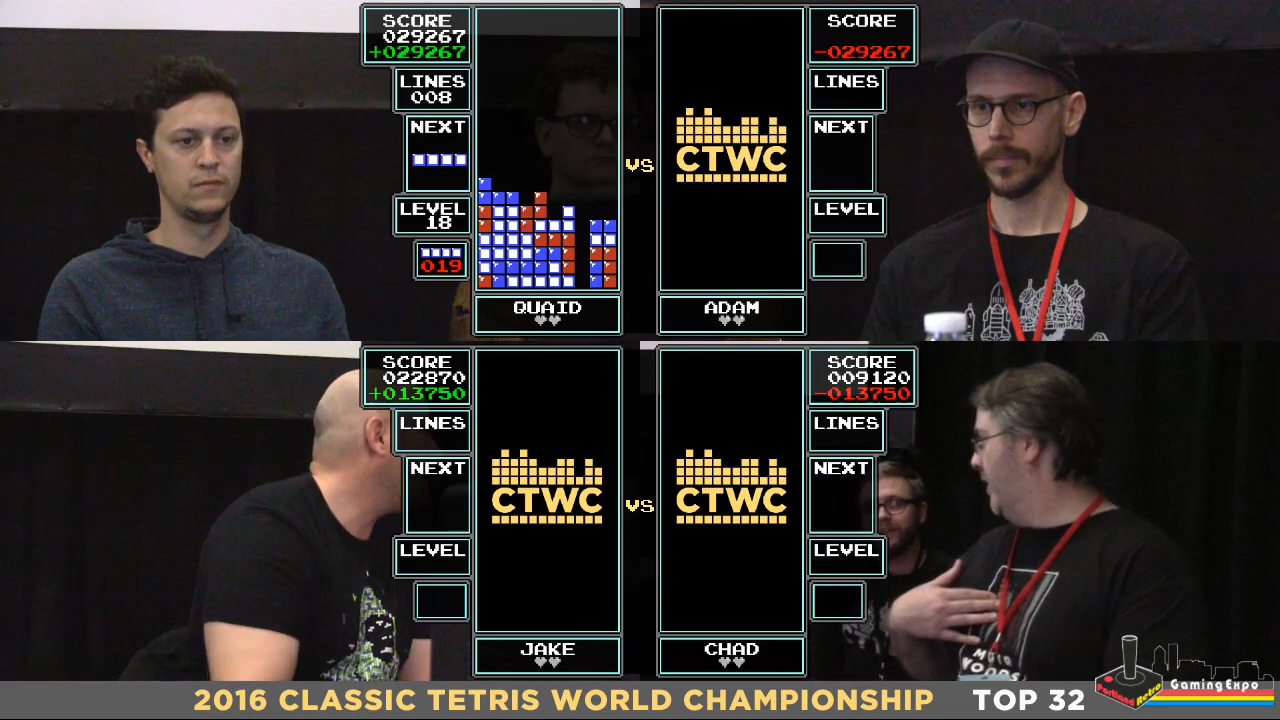 SCORE
029267
+029267
LINES
008
NEXT
LEVEL
18
019
QUAID
CTWC
VS
SCORE
-029267
LINES
NEXT
LEVEL
ADAM
SCORE
022870
+013750
LINES
NEXT
LEVEL
CTWC
JAKE
VS
CTWC
SCORE
009120
-013750
LINES
NEXT
LEVEL
CHAD
MUIR
WOODS
2016 CLASSIC TETRIS WORLD CHAMPIONSHIP TOP 32
Portland Retro Gaming Expo